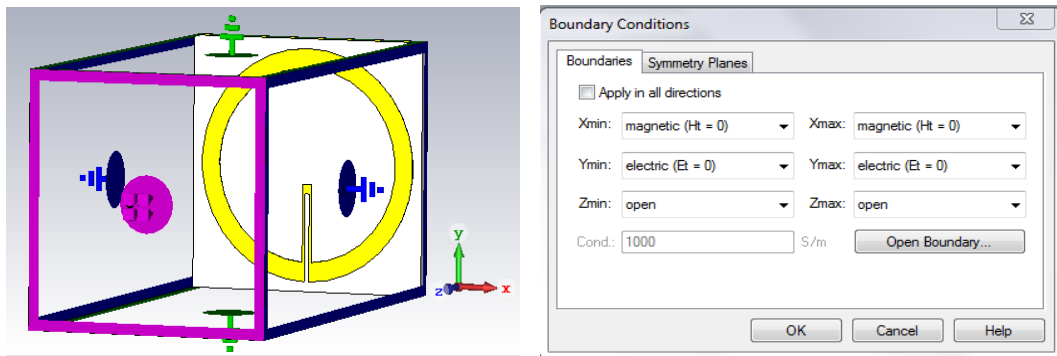 y
z
x
Boundary Conditions
Boundaries Symmetry Planes
Apply in all directions
Xmin: magnetic (Ht = 0) Xmax: magnetic (Ht = 0)
Ymin: electric (Et = 0) Ymax: electric (Et = 0)
Zmin: open Zmax: open
Cond.: 1000 S/m Open Boundary...
OK Cancel Help